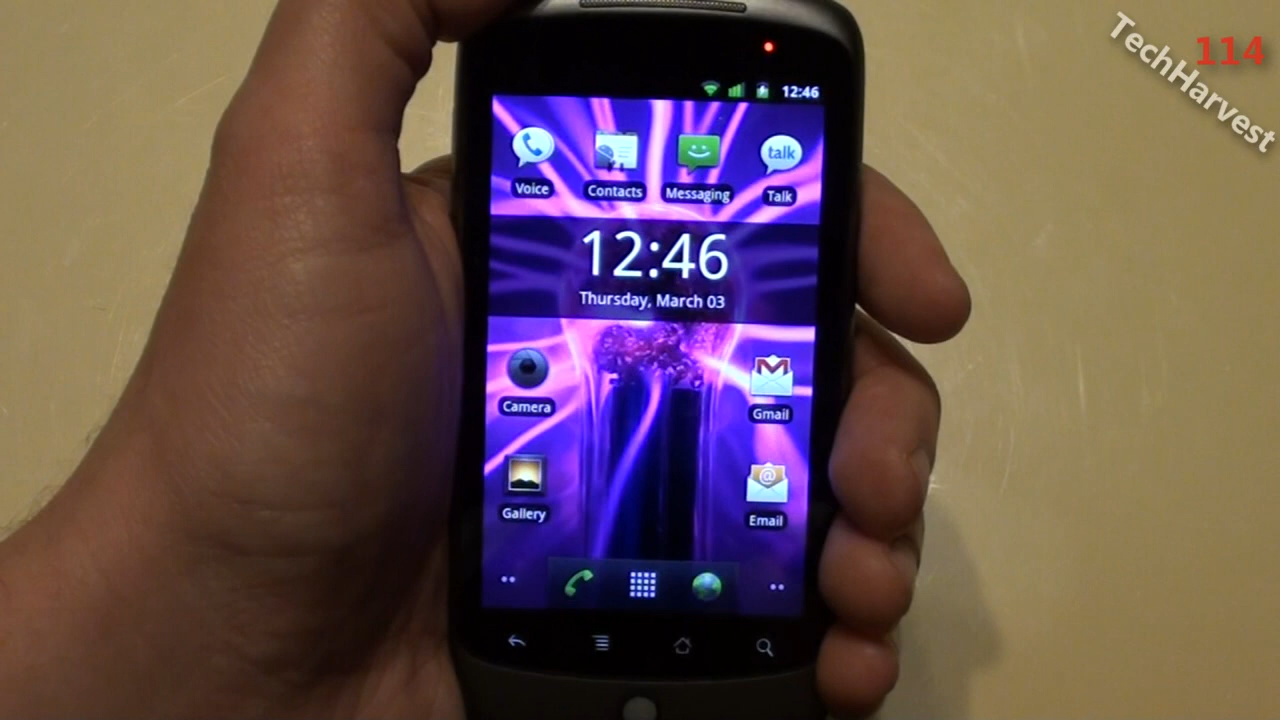 114
TechHarvest
12:46
Voice
Contacts
Messaging
talk
Talk
12:46
Thursday, March 03
Camera
Gmail
Gallery
@
Email